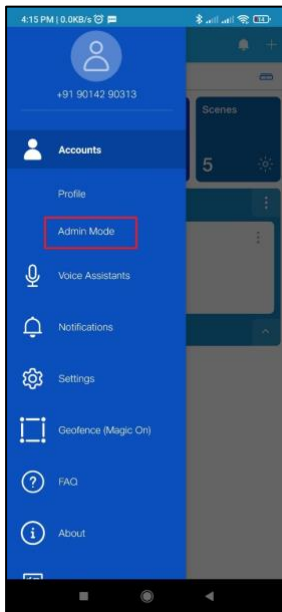 4:15 PM | 0.0KB/s
+91 90142 90313
Accounts
Scenes
5
Profile
Admin Mode
Voice Assistants
Notifications
Settings
Geofence (Magic On)
FAQ
About